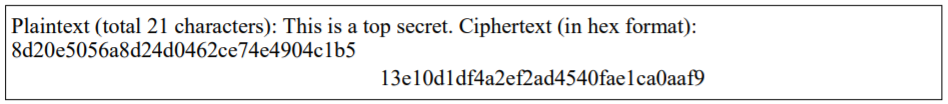 Plaintext (total 21 characters): This is a top secret. Ciphertext (in hex format):
8d20e5056a8d24d0462ce74e4904c1b5
13e10d1df4a2ef2ad4540fae1ca0aaf9